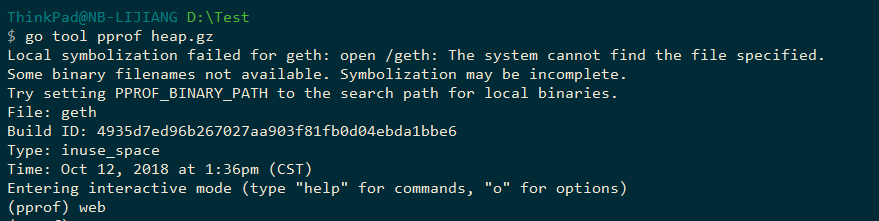 ThinkPad@NB-LIJIANG D:\Test
$ go tool pprof heap.gz
Local symbolization failed for geth: open /geth: The system cannot find the file specified.
Some binary filenames not available. Symbolization may be incomplete.
Try setting PPROF_BINARY_PATH to the search path for local binaries.
File: geth
Build ID: 4935d7ed96b267027aa903f81fb0d04ebda1bbe6
Type: inuse_space
Time: Oct 12, 2018 at 1:36pm (CST)
Entering interactive mode (type "help" for commands, "o" for options)
(pprof) web